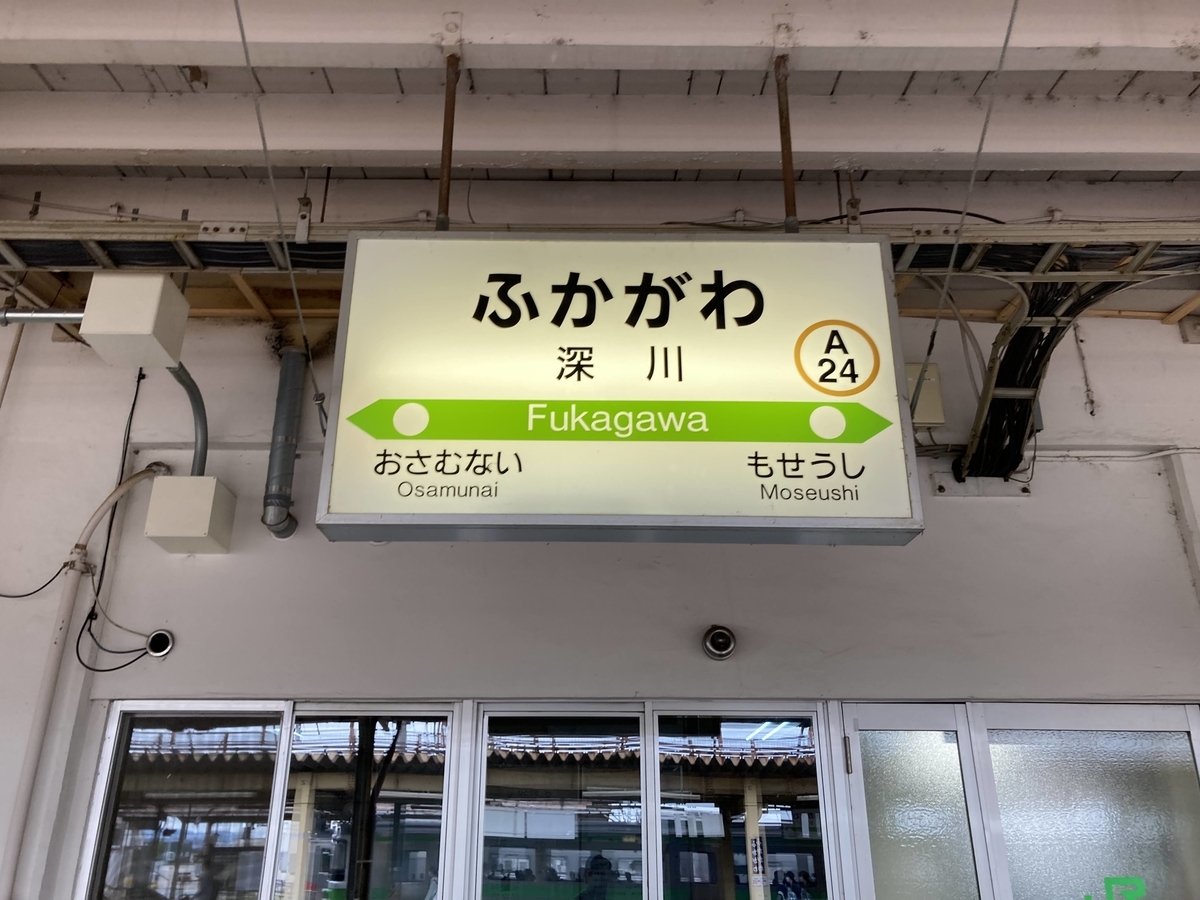 ふかがわ
深川
A
24
Fukagawa
おさむない
もせうし
Osamunai
Moseushi